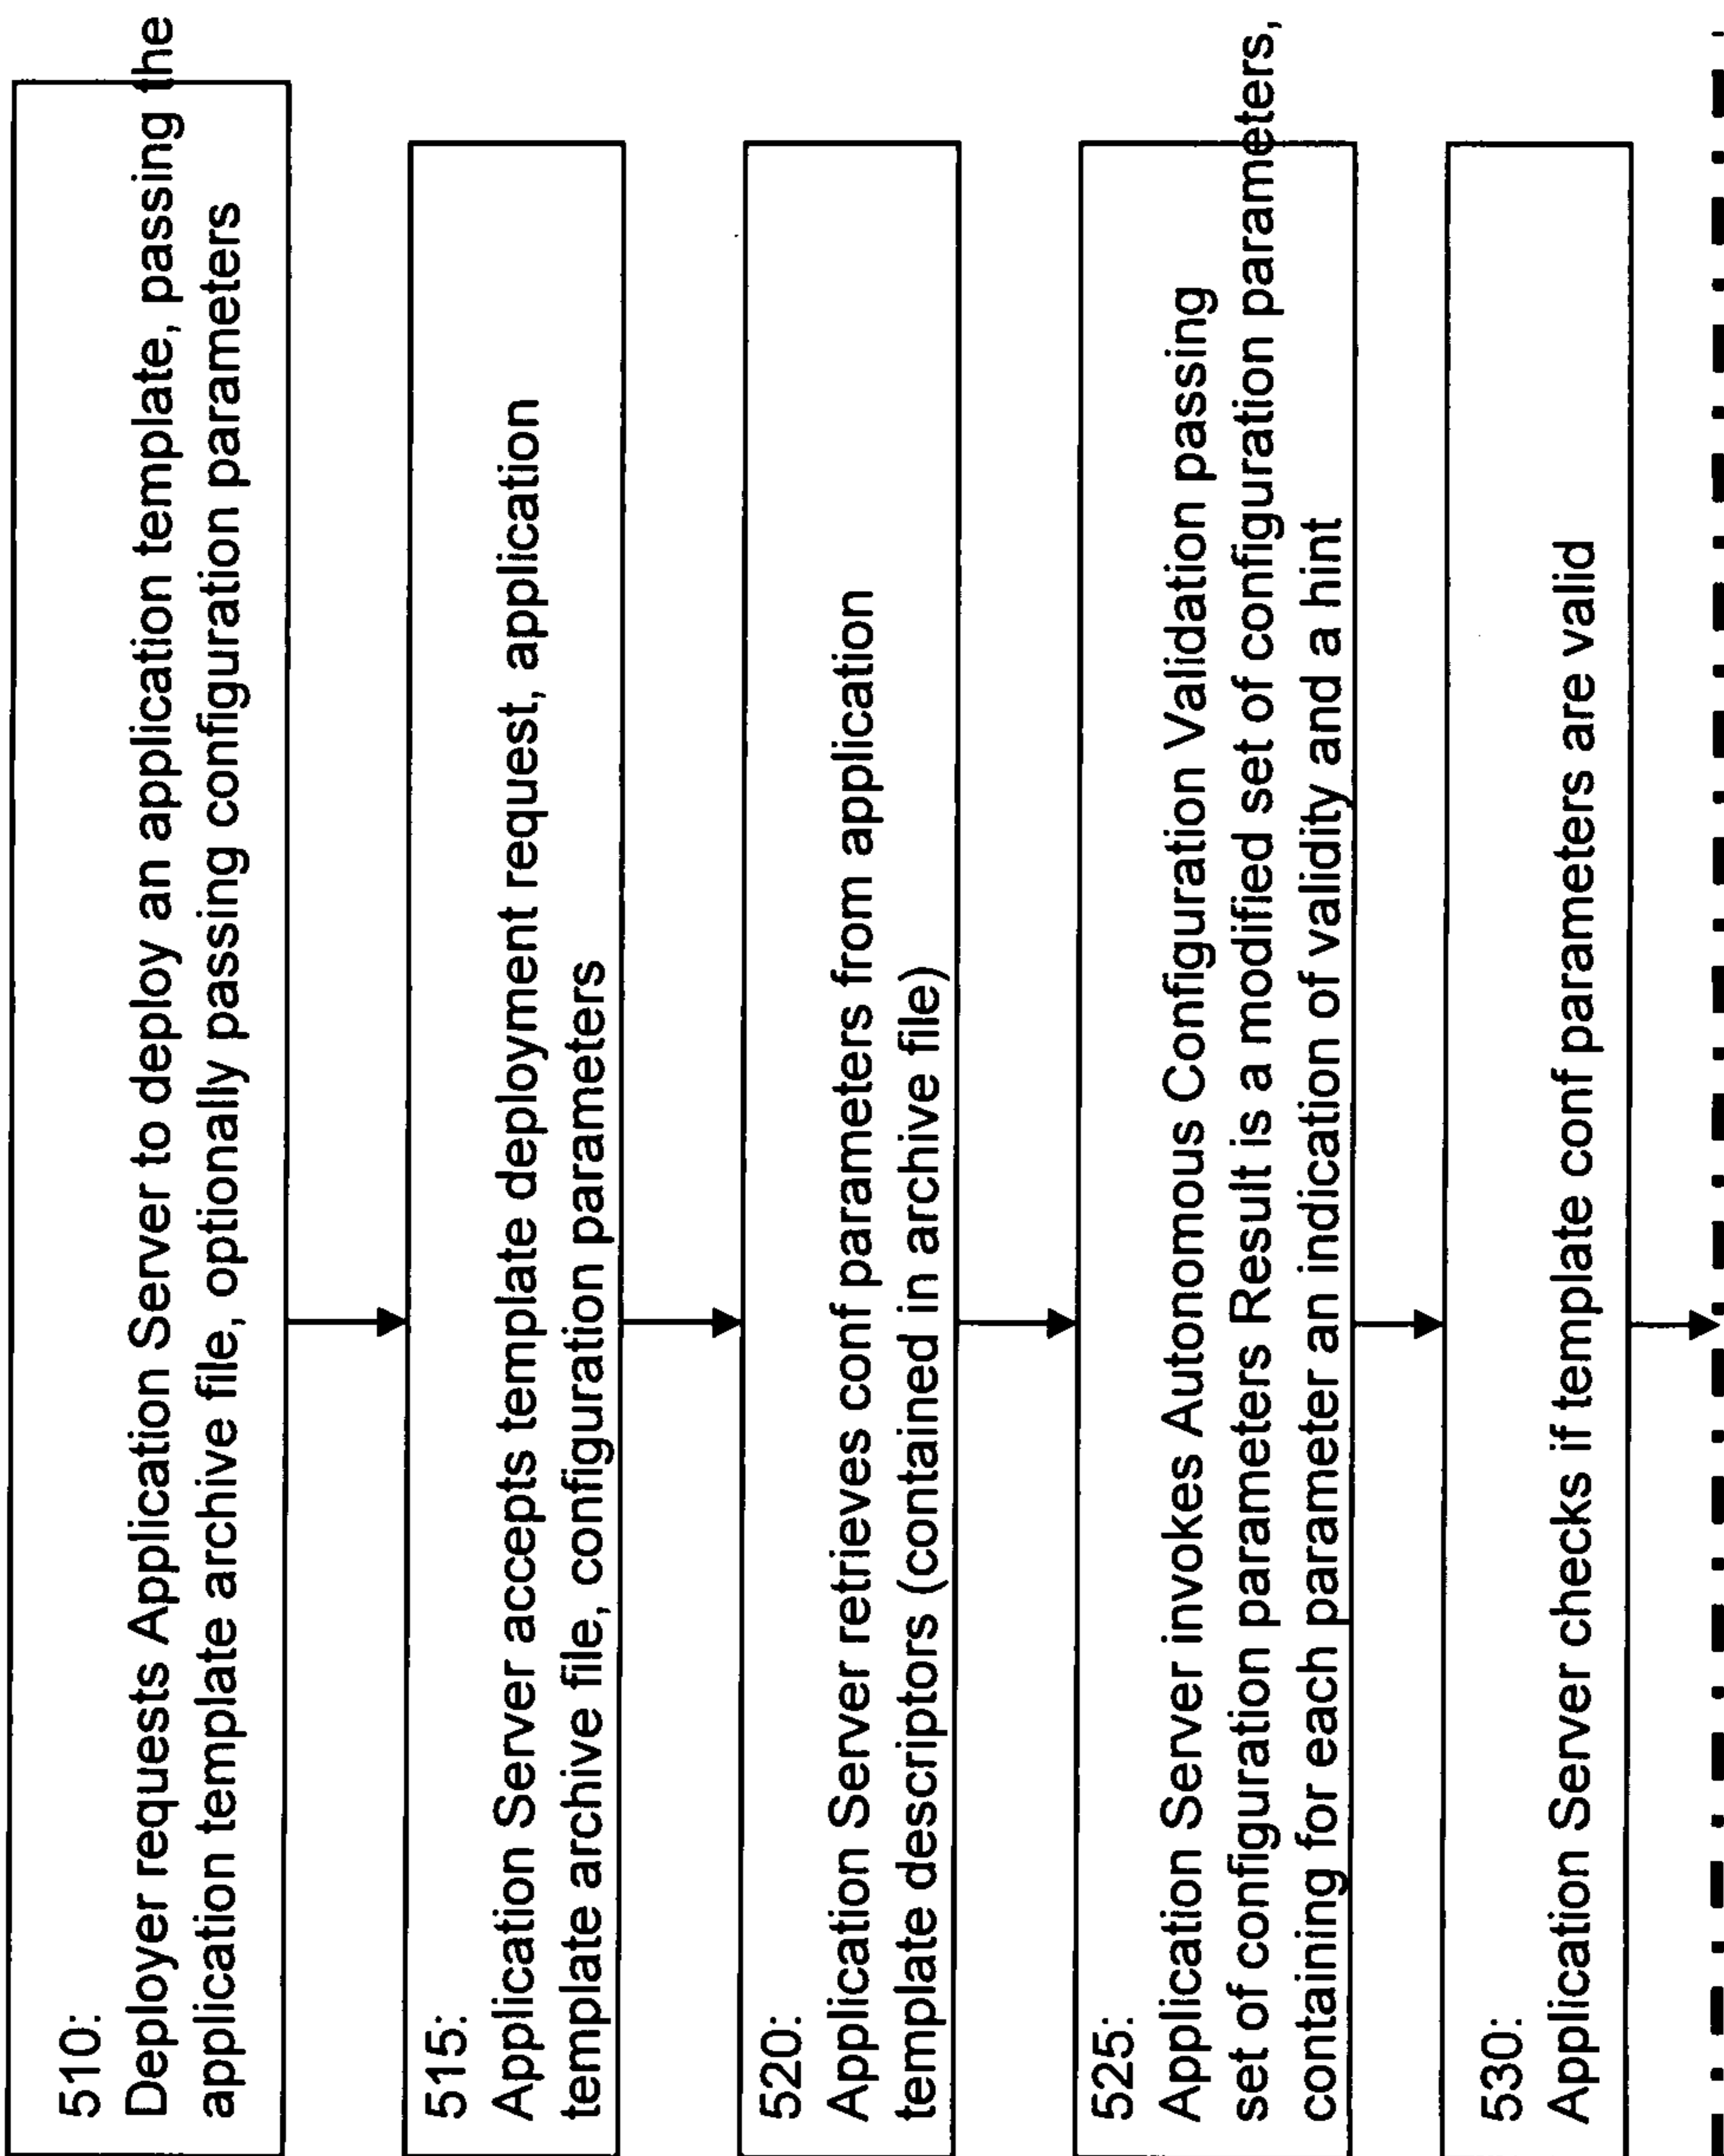 510:
Deployer requests Application Server to deploy an application template, passing the
application template archive file, optionally passing configuration parameters
515:
Application Server accepts template deployment request, application
template archive file, configuration parameters
520:
Application Server retrieves conf parameters from application
template descriptors (contained in archive file)
525:
Application Server invokes Autonomous Configuration Validation passing
set of configuration parameters Result is a modified set of configuration parameters,
containing for each parameter an indication of validity and a hint
530:
Application Server checks if template conf parameters are valid